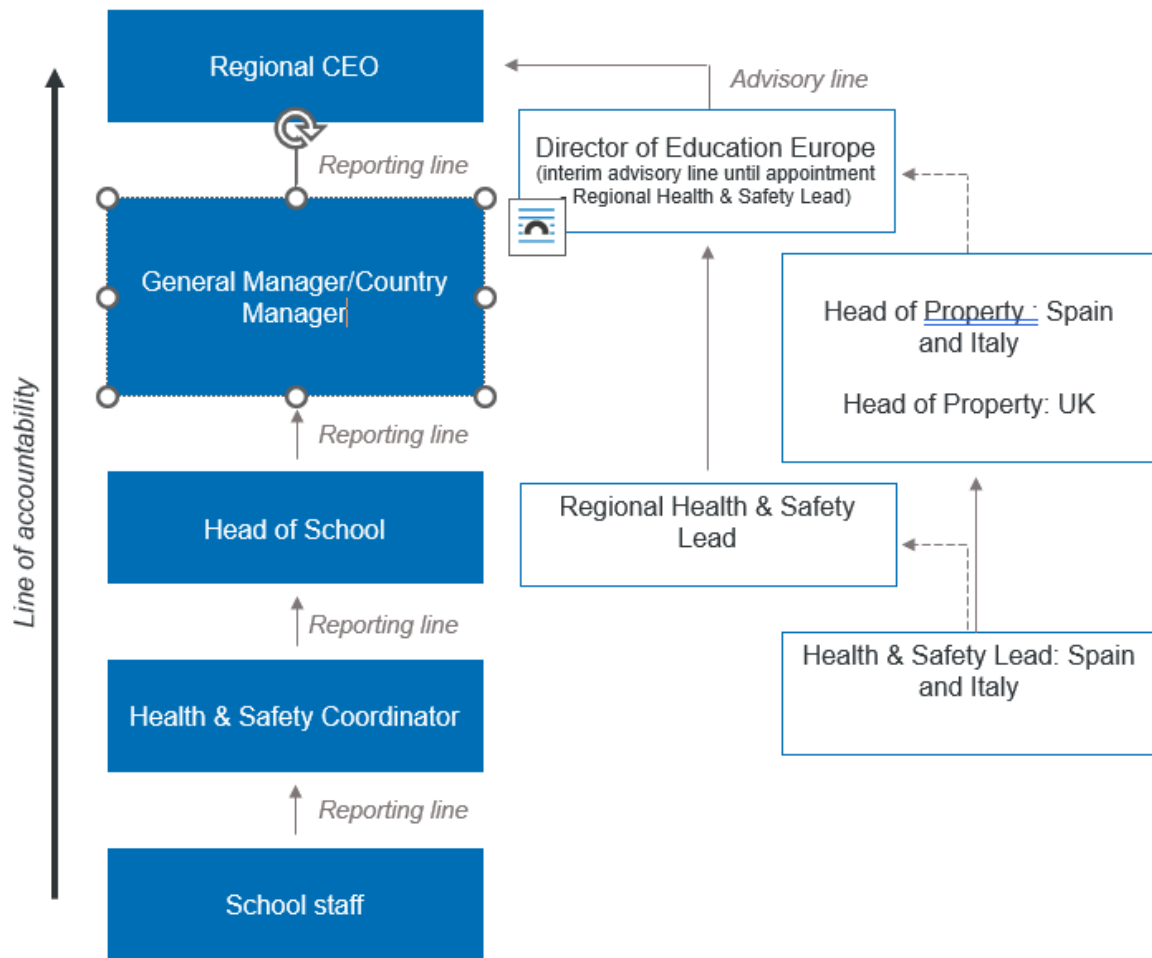 Regional CEO
Advisory line
Reporting line
Director of Education Europe
(interim advisory line until appointment
- Regional Health & Safety Lead)
General Manager/Country
Manager
Head of Property : Spain
and Italy
Head of Property: UK
Line of accountability
Reporting line
Head of School
Regional Health & Safety
Lead
Reporting line
Health & Safety Lead: Spain
and Italy
Health & Safety Coordinator
Reporting line
School staff